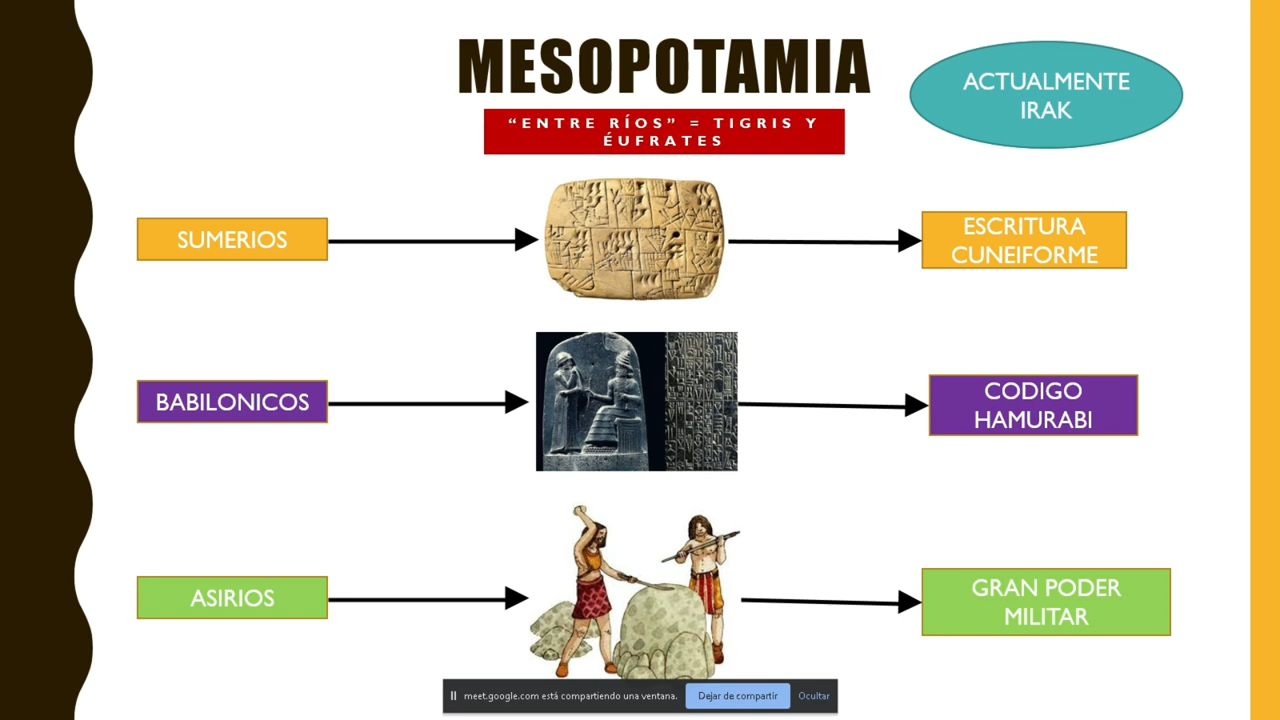 MESOPOTAMIA
“ENTRE RÍOS” = TIGRIS Y
ÉUFRATES
ACTUALMENTE
IRAK
SUMERIOS
ESCRITURA
CUNEIFORME
BABILONICOS
CODIGO
HAMURABI
ASIRIOS
GRAN PODER
MILITAR
meet.google.com está compartiendo una ventana.
Dejar de compartir
Ocultar